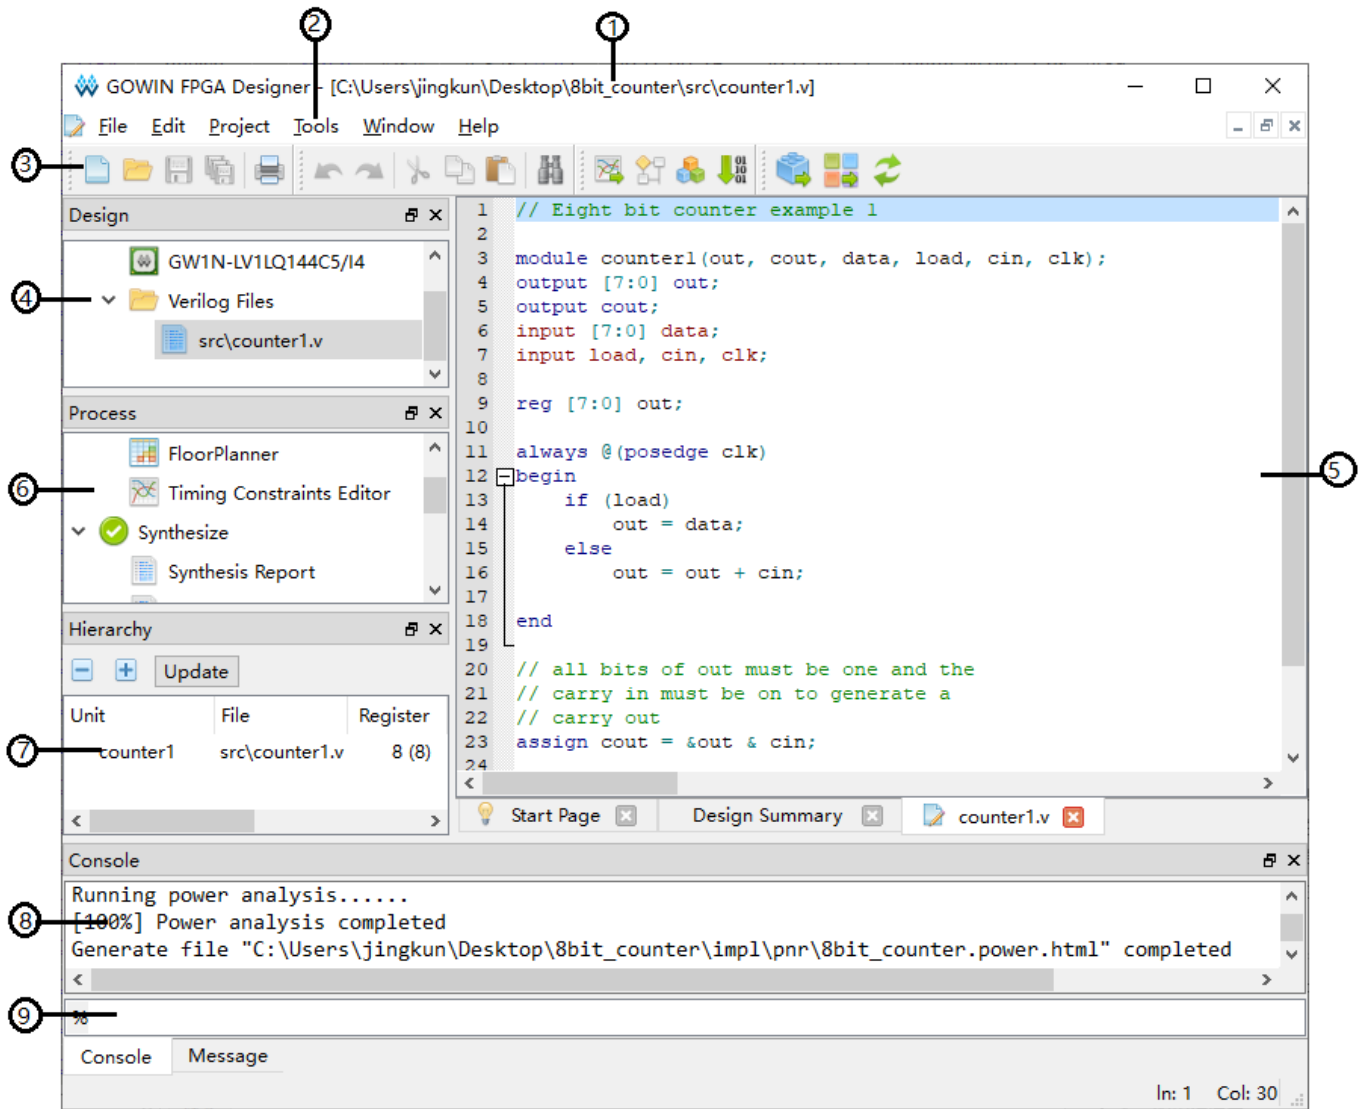 ② ①
GOWIN FPGA Designer - [C:\Users\jingkun\Desktop\8bit_counter\src\counter1.v]
File Edit Project Tools Window Help
③
Design
GW1N-LV1LQ144C5/I4
④ Verilog Files
src\counter1.v
Process
FloorPlanner
⑥ Timing Constraints Editor
Synthesize
Synthesis Report
Hierarchy
Update
Unit File Register
⑦ counter1 src\counter1.v 8 (8)
1 // Eight bit counter example 1
2
3 module counter1(out, cout, data, load, cin, clk);
4 output [7:0] out;
5 output cout;
6 input [7:0] data;
7 input load, cin, clk;
8
9 reg [7:0] out;
10
11 always @(posedge clk)
12 begin
⑤
13 if (load)
14 out = data;
15 else
16 out = out + cin;
17
18 end
19
20 // all bits of out must be one and the
21 // carry in must be on to generate a
22 // carry out
23 assign cout = &out & cin;
24
Start Page Design Summary counter1.v
Console
Running power analysis......
⑧ [100%] Power analysis completed
Generate file "C:\Users\jingkun\Desktop\8bit_counter\impl\pnr\8bit_counter.power.html" completed
⑨ %
Console Message
ln: 1 Col: 30